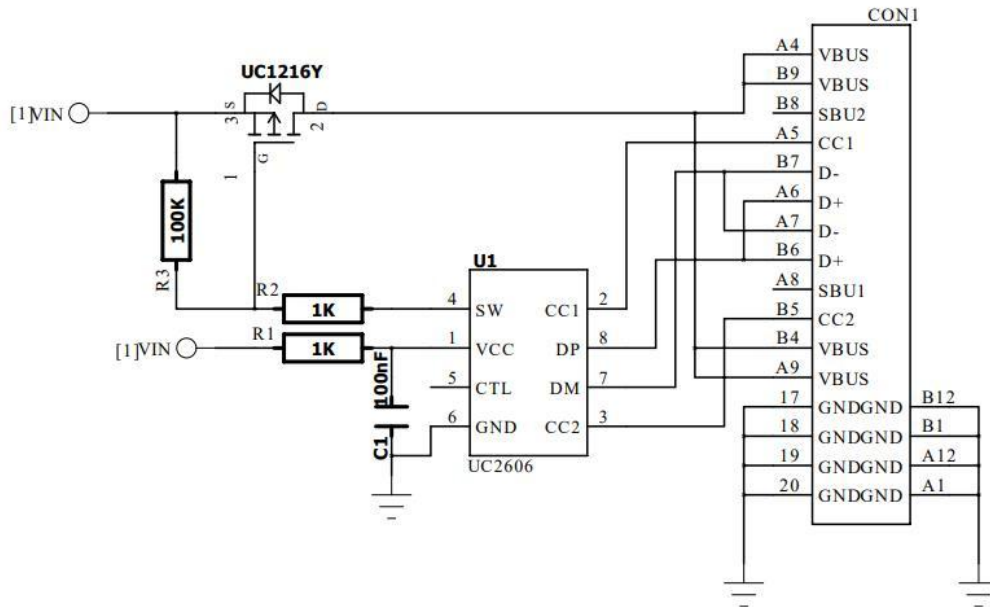 CON1
A4 VBUS
UC1216Y
B9 VBUS
[1]VIN
3 S
2 D
B8 SBU2
A5 CC1
G
1
B7 D-
A6 D+
100K
R3
A7 D-
U1
B6 D+
A8 SBU1
R2 1K
4 SW
CC1 2
B5 CC2
[1]VIN
R1 1K
1 VCC
DP 8
B4 VBUS
100nF
C1
5 CTL
DM 7
A9 VBUS
6 GND
CC2 3
17 GNDGND B12
18 GNDGND B1
UC2606
19 GNDGND A12
20 GNDGND A1